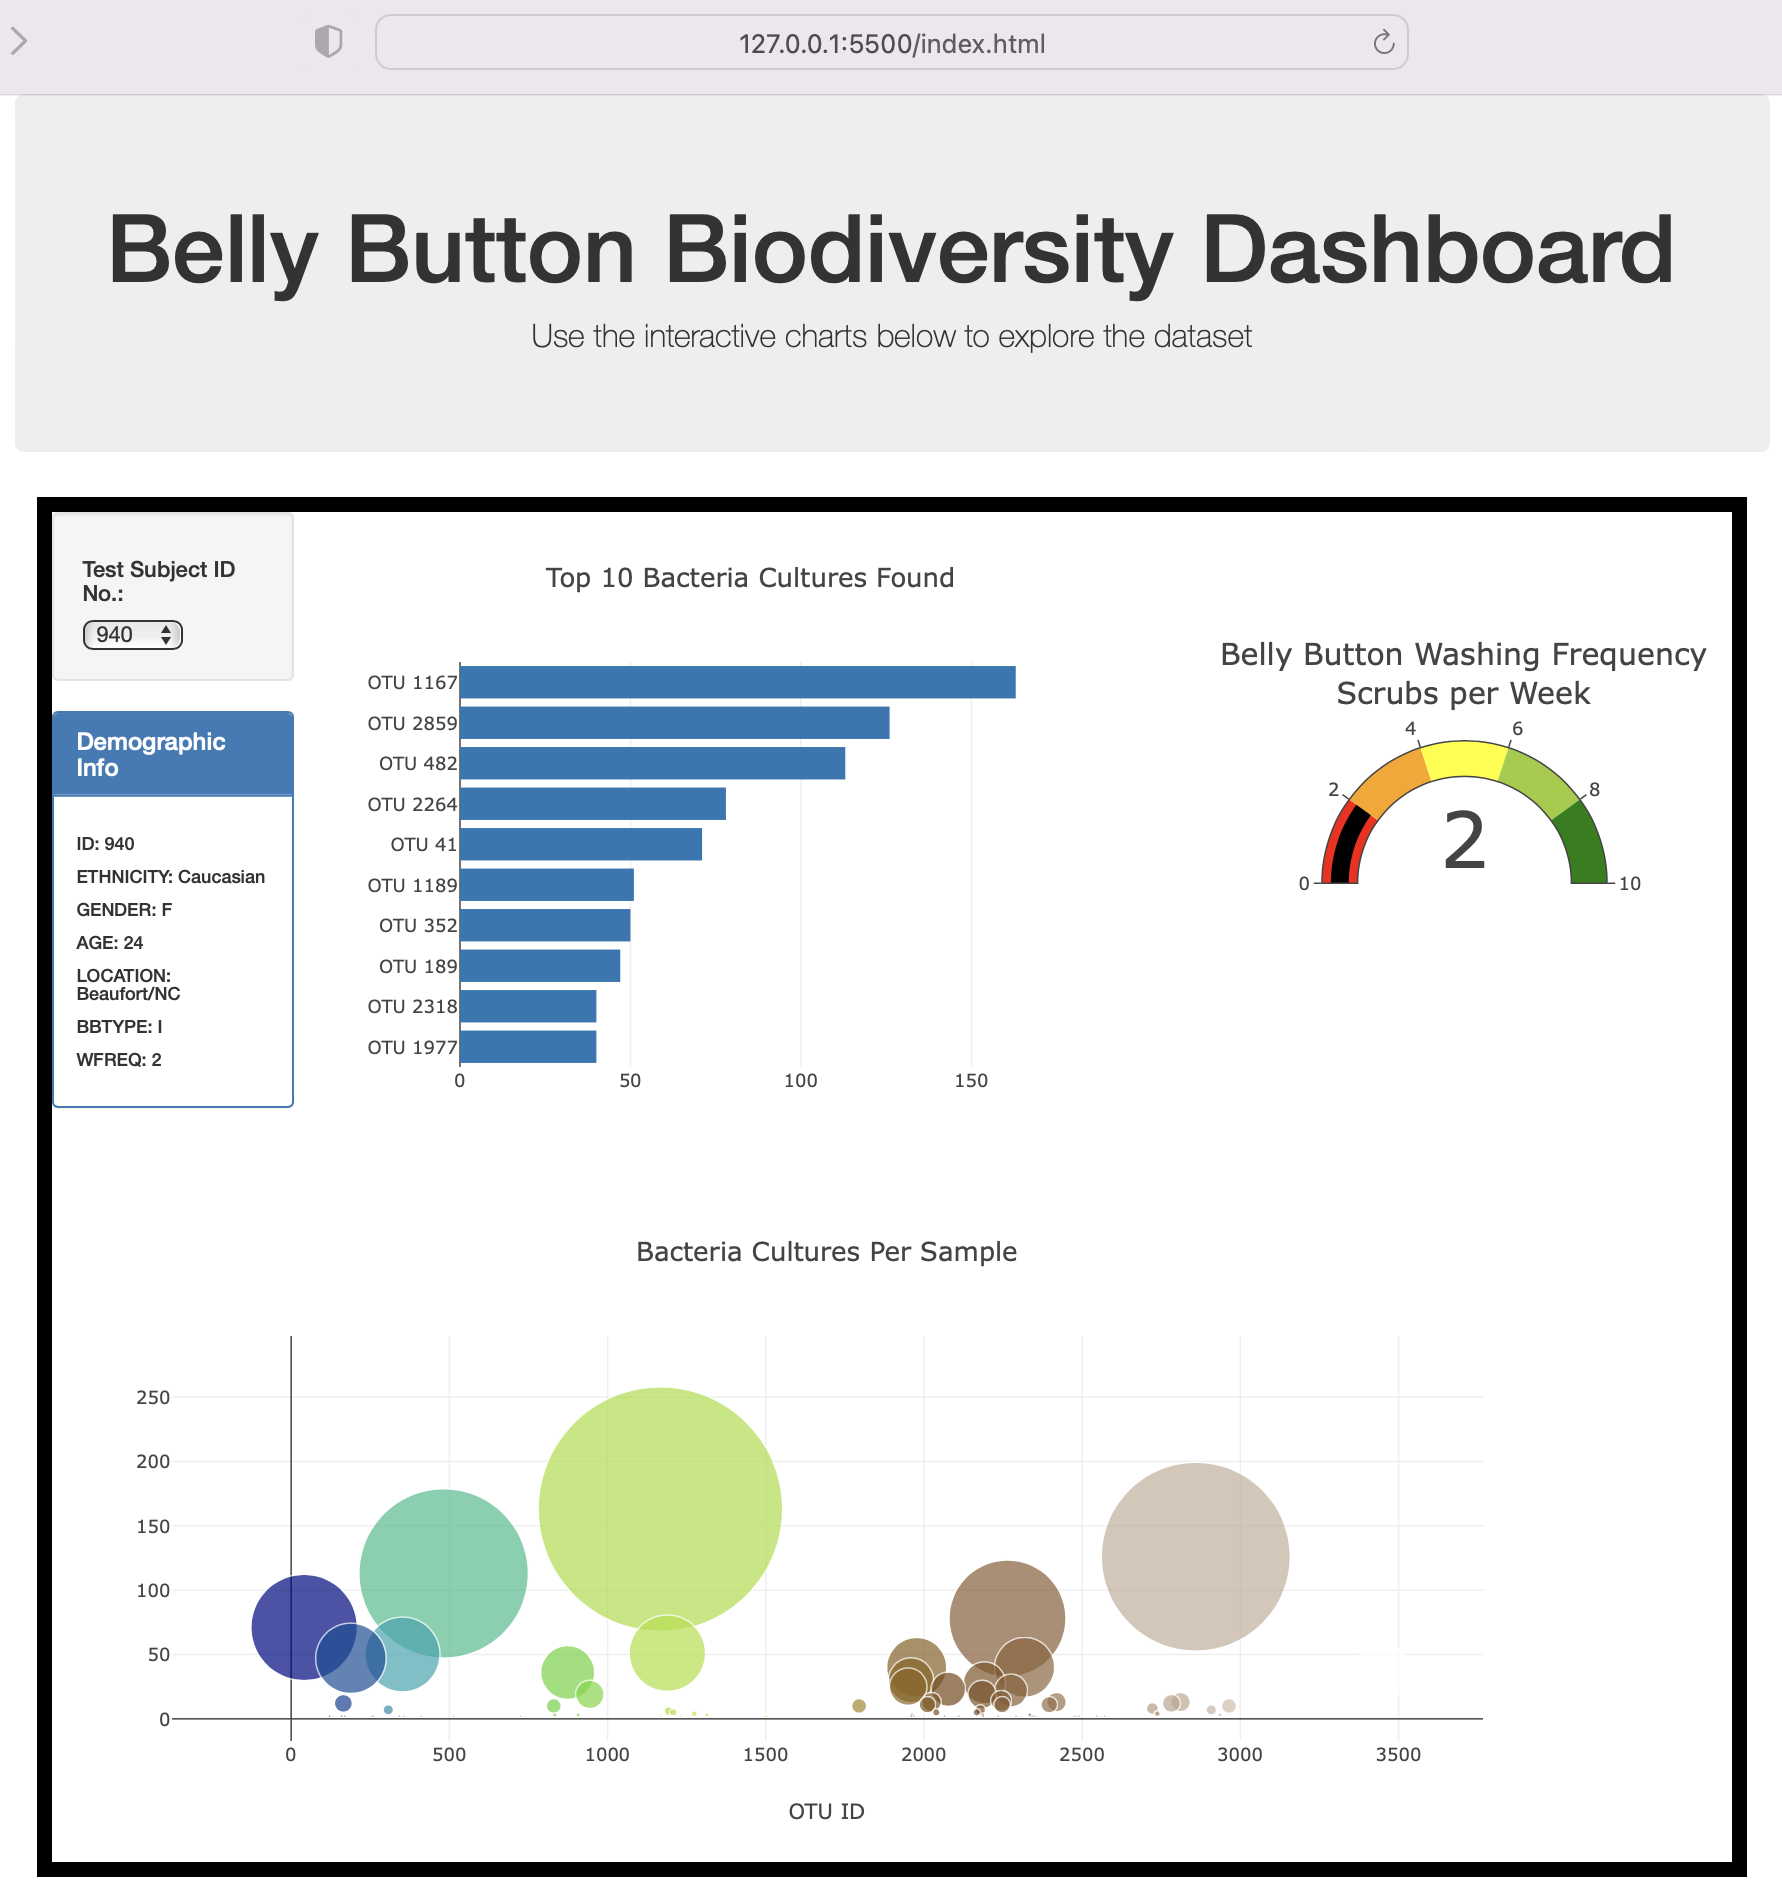 127.0.0.1:5500/index.html
Belly Button Biodiversity Dashboard
Use the interactive charts below to explore the dataset
Test Subject ID
No.:
940
Demographic
Info
ID: 940
ETHNICITY: Caucasian
GENDER: F
AGE: 24
LOCATION:
Beaufort/NC
BBTYPE: I
WFREQ: 2
Top 10 Bacteria Cultures Found
OTU 1167
OTU 2859
OTU 482
OTU 2264
OTU 41
OTU 1189
OTU 352
OTU 189
OTU 2318
OTU 1977
0 50 100 150
Belly Button Washing Frequency
Scrubs per Week
4 6
2 8
2
0 10
Bacteria Cultures Per Sample
250
200
150
100
50
0
0 500 1000 1500 2000 2500 3000 3500
OTU ID